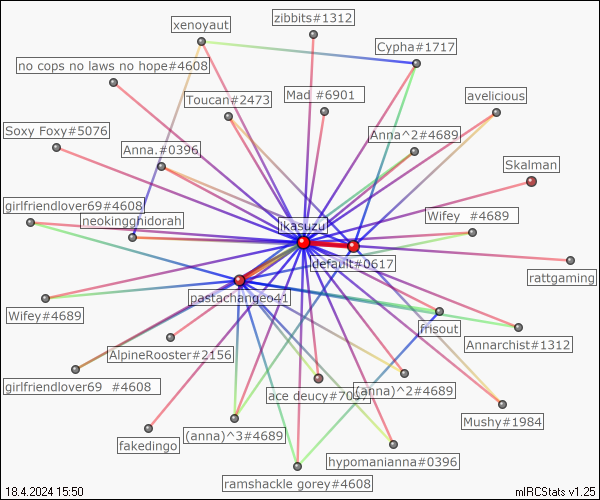 zibbits#1312
xenoyaut
Cypha#1717
no cops no laws no hope#4608
Toucan#2473
Mad #6901
avelicious
Soxy Foxy#5076
Anna^2#4689
Anna.#0396
Skalman
girlfriendlover69#4608
neokingghidorah
ikasuzu
Wifey #4689
default#0617
rattgaming
pastachangeo41
Wifey#4689
frisout
Annarchist#1312
AlpineRooster#2156
girlfriendlover69 #4608
ace deucy#7017
(anna)^2#4689
Mushy#1984
fakedingo
(anna)^3#4689
hypomanianna#0396
ramshackle gorey#4608
18.4.2024 15:50
mIRCStats v1.25